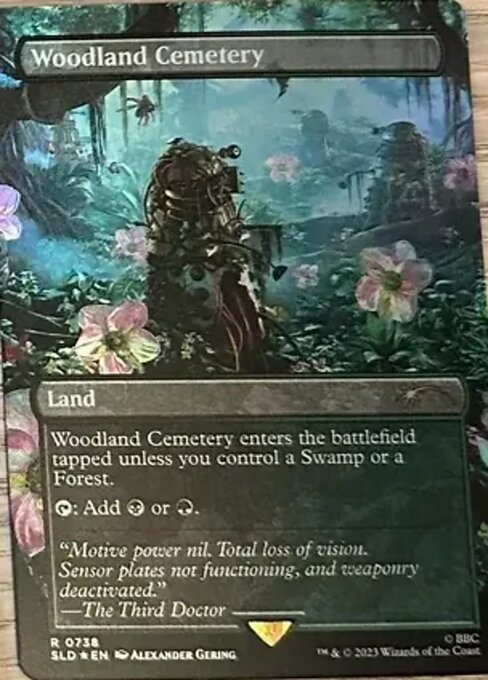 Woodland Cemetery
Land
Woodland Cemetery enters the battlefield
tapped unless you control a Swamp or a
Forest.
: Add or .
“Motive power nil. Total loss of vision.
Sensor plates not functioning, and weaponry
deactivated.”
—The Third Doctor
R 0738
SLD★EN ALEXANDER GERING
© BBC
™ & © 2023 Wizards of the Coast